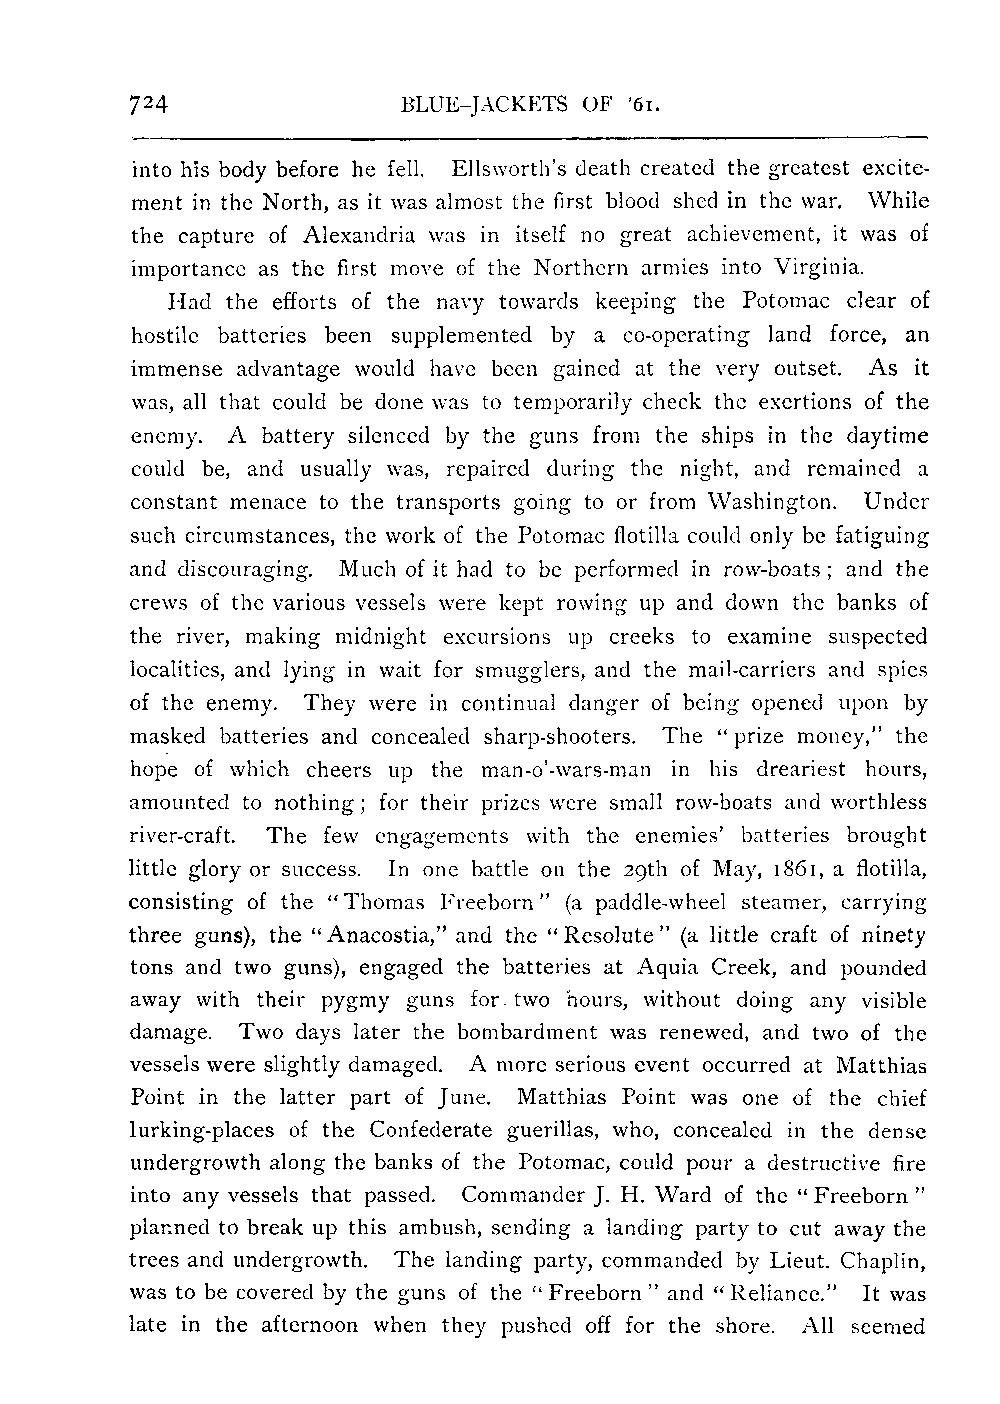 724 BLUE-JACKETS OF '61.
into his body before he fell. Ellsworth's death created the greatest excite-
ment in the North, as it was almost the first blood shed in the war. While
the capture of Alexandria was in itself no great achievement, it was of
importance as the first move of the Northern armies into Virginia.
Had the efforts of the navy towards keeping the Potomac clear of
hostile batteries been supplemented by a co-operating land force, an
immense advantage would have been gained at the very outset. As it
was, all that could be done was to temporarily check the exertions of the
enemy. A battery silenced by the guns from the ships in the daytime
could be, and usually was, repaired during the night, and remained a
constant menace to the transports going to or from Washington. Under
such circumstances, the work of the Potomac flotilla could only be fatiguing
and discouraging. Much of it had to be performed in row-boats; and the
crews of the various vessels were kept rowing up and down the banks of
the river, making midnight excursions up creeks to examine suspected
localities, and lying in wait for smugglers, and the mail-carriers and spies
of the enemy. They were in continual danger of being opened upon by
masked batteries and concealed sharp-shooters. The "prize money," the
hope of which cheers up the man-o'-wars-man in his dreariest hours,
amounted to nothing; for their prizes were small row-boats and worthless
river-craft. The few engagements with the enemies' batteries brought
little glory or success. In one battle on the 29th of May, 1861, a flotilla,
consisting of the "Thomas Freeborn" (a paddle-wheel steamer, carrying
three guns), the "Anacostia," and the "Resolute" (a little craft of ninety
tons and two guns), engaged the batteries at Aquia Creek, and pounded
away with their pygmy guns for two hours, without doing any visible
damage. Two days later the bombardment was renewed, and two of the
vessels were slightly damaged. A more serious event occurred at Matthias
Point in the latter part of June. Matthias Point was one of the chief
lurking-places of the Confederate guerillas, who, concealed in the dense
undergrowth along the banks of the Potomac, could pour a destructive fire
into any vessels that passed. Commander J. H. Ward of the "Freeborn"
planned to break up this ambush, sending a landing party to cut away the
trees and undergrowth. The landing party, commanded by Lieut. Chaplin,
was to be covered by the guns of the "Freeborn" and "Reliance." It was
late in the afternoon when they pushed off for the shore. All seemed